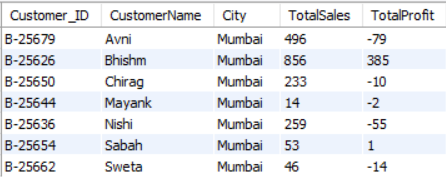 Customer_ID CustomerName City TotalSales TotalProfit
B-25679 Avni Mumbai 496 -79
B-25626 Bhishm Mumbai 856 385
B-25650 Chirag Mumbai 233 -10
B-25644 Mayank Mumbai 14 -2
B-25636 Nishi Mumbai 259 -55
B-25654 Sabah Mumbai 53 1
B-25662 Sweta Mumbai 46 -14